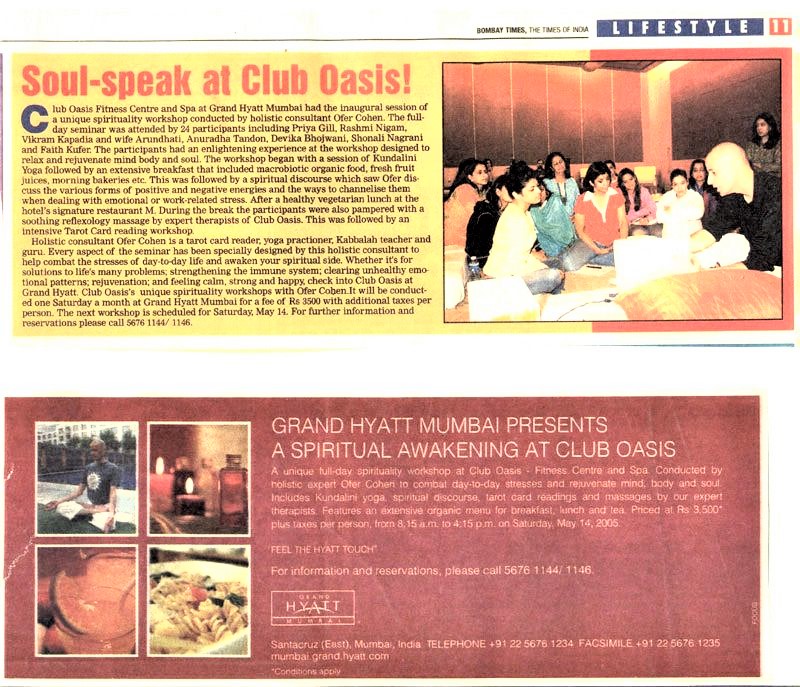 BOMBAY TIMES, THE TIMES OF INDIA LIFESTYLE 11
Soul-speak at Club Oasis!
Club Oasis Fitness Centre and Spa at Grand Hyatt Mumbai had the inaugural session of
a unique spirituality workshop conducted by holistic consultant Ofer Cohen. The full-
day seminar was attended by 24 participants including Priya Gill, Rashmi Nigam,
Vikram Kapadia and wife Arundhati, Anuradha Tandon, Devika Bhojwani, Shonali Nagrani
and Faith Kufer. The participants had an enlightening experience at the workshop designed to
relax and rejuvenate mind body and soul. The workshop began with a session of Kundalini
Yoga followed by an extensive breakfast that included macrobiotic organic food, fresh fruit
juices, morning bakeries etc. This was followed by a spiritual discourse which saw Ofer dis-
cuss the various forms of positive and negative energies and the ways to channelise them
when dealing with emotional or work-related stress. After a healthy vegetarian lunch at the
hotel's signature restaurant M. During the break the participants were also pampered with a
soothing reflexology massage by expert therapists of Club Oasis. This was followed by an
intensive Tarot Card reading workshop.
Holistic consultant Ofer Cohen is a tarot card reader, yoga practioner, Kabbalah teacher and
guru. Every aspect of the seminar has been specially designed by this holistic consultant to
help combat the stresses of day-to-day life and awaken your spiritual side. Whether it's for
solutions to life's many problems; strengthening the immune system; clearing unhealthy emo-
tional patterns; rejuvenation; and feeling calm, strong and happy, check into Club Oasis at
Grand Hyatt. Club Oasis's unique spirituality workshops with Ofer Cohen.It will be conduct-
ed one Saturday a month at Grand Hyatt Mumbai for a fee of Rs 3500 with additional taxes per
person. The next workshop is scheduled for Saturday, May 14. For further information and
reservations please call 5676 1144/ 1146.
GRAND HYATT MUMBAI PRESENTS
A SPIRITUAL AWAKENING AT CLUB OASIS
A unique full-day spirituality workshop at Club Oasis - Fitness Centre and Spa. Conducted by
holistic expert Ofer Cohen to combat day-to-day stresses and rejuvenate mind, body and soul.
Includes Kundalini yoga, spiritual discourse, tarot card readings and massages by our expert
therapists. Features an extensive organic menu for breakfast, lunch and tea. Priced at Rs 3,500*
plus taxes per person, from 8.15 a.m. to 4:15 p.m. on Saturday, May 14, 2005.
FEEL THE HYATT TOUCH®
For information and reservations, please call 5676 1144/ 1146.
GRAND
HYATT
MUMBAI
Santacruz (East), Mumbai, India TELEPHONE +91 22 5676 1234 FACSIMILE +91 22 5676 1235
mumbai.grand.hyatt.com
*Conditions apply
FOCUS